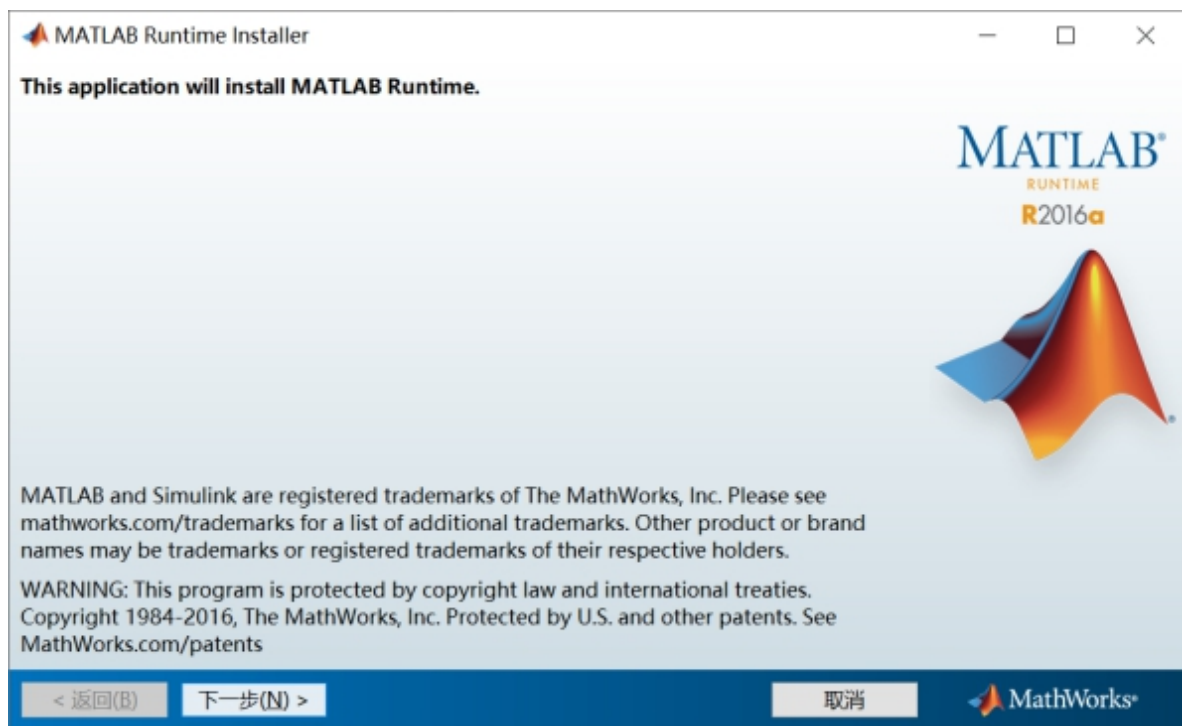 MATLAB Runtime Installer
This application will install MATLAB Runtime.
MATLAB®
RUNTIME
R2016a
MATLAB and Simulink are registered trademarks of The MathWorks, Inc. Please see
mathworks.com/trademarks for a list of additional trademarks. Other product or brand
names may be trademarks or registered trademarks of their respective holders.
WARNING: This program is protected by copyright law and international treaties.
Copyright 1984-2016, The MathWorks, Inc. Protected by U.S. and other patents. See
MathWorks.com/patents
< 返回(B) 下一步(N) > 取消 MathWorks®